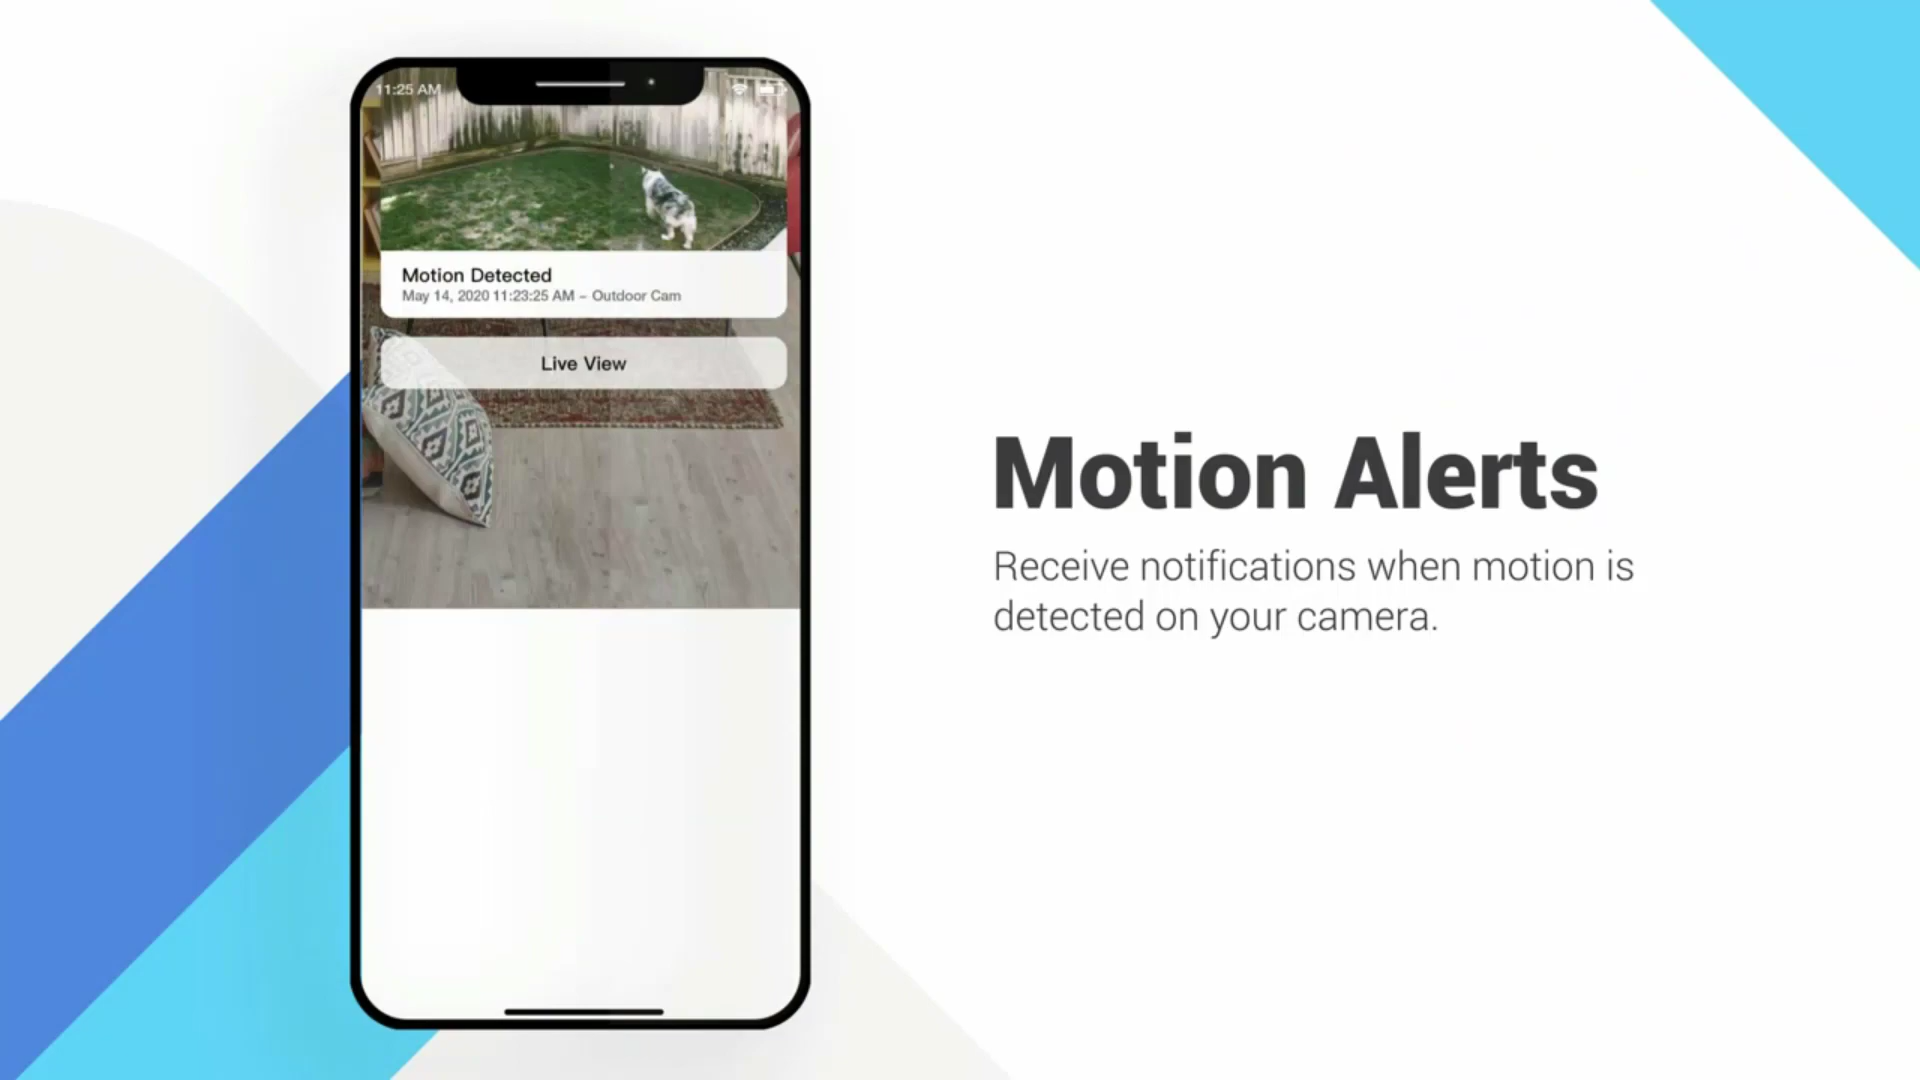 11:25 AM
Motion Detected
May 14, 2020 11:23:25 AM – Outdoor Cam
Live View
Motion Alerts
Receive notifications when motion is
detected on your camera.